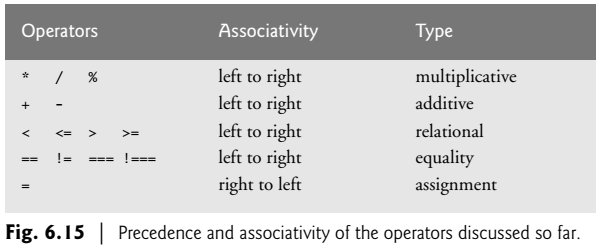 Operators Associativity Type
* / % left to right multiplicative
+ - left to right additive
< <= > >= left to right relational
== != === !=== left to right equality
= right to left assignment
Fig. 6.15 | Precedence and associativity of the operators discussed so far.